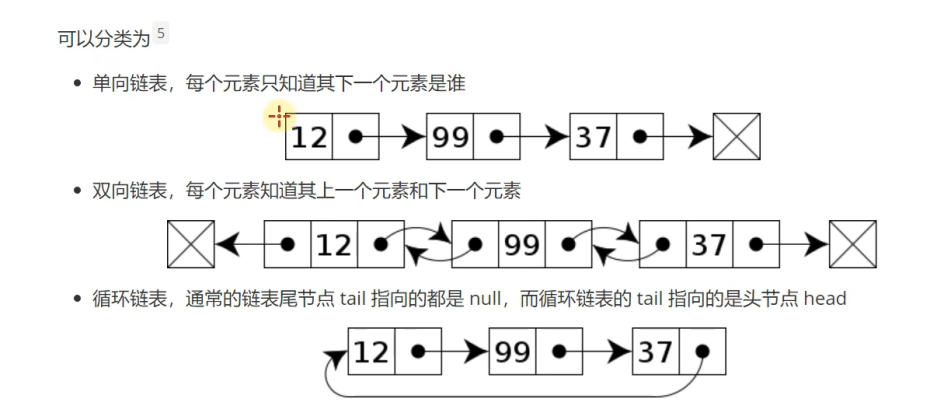 可以分类为 5
• 单向链表，每个元素只知道其下一个元素是谁
12 99 37
• 双向链表，每个元素知道其上一个元素和下一个元素
12 99 37
• 循环链表，通常的链表尾节点 tail 指向的都是 null，而循环链表的 tail 指向的是头节点 head
12 99 37